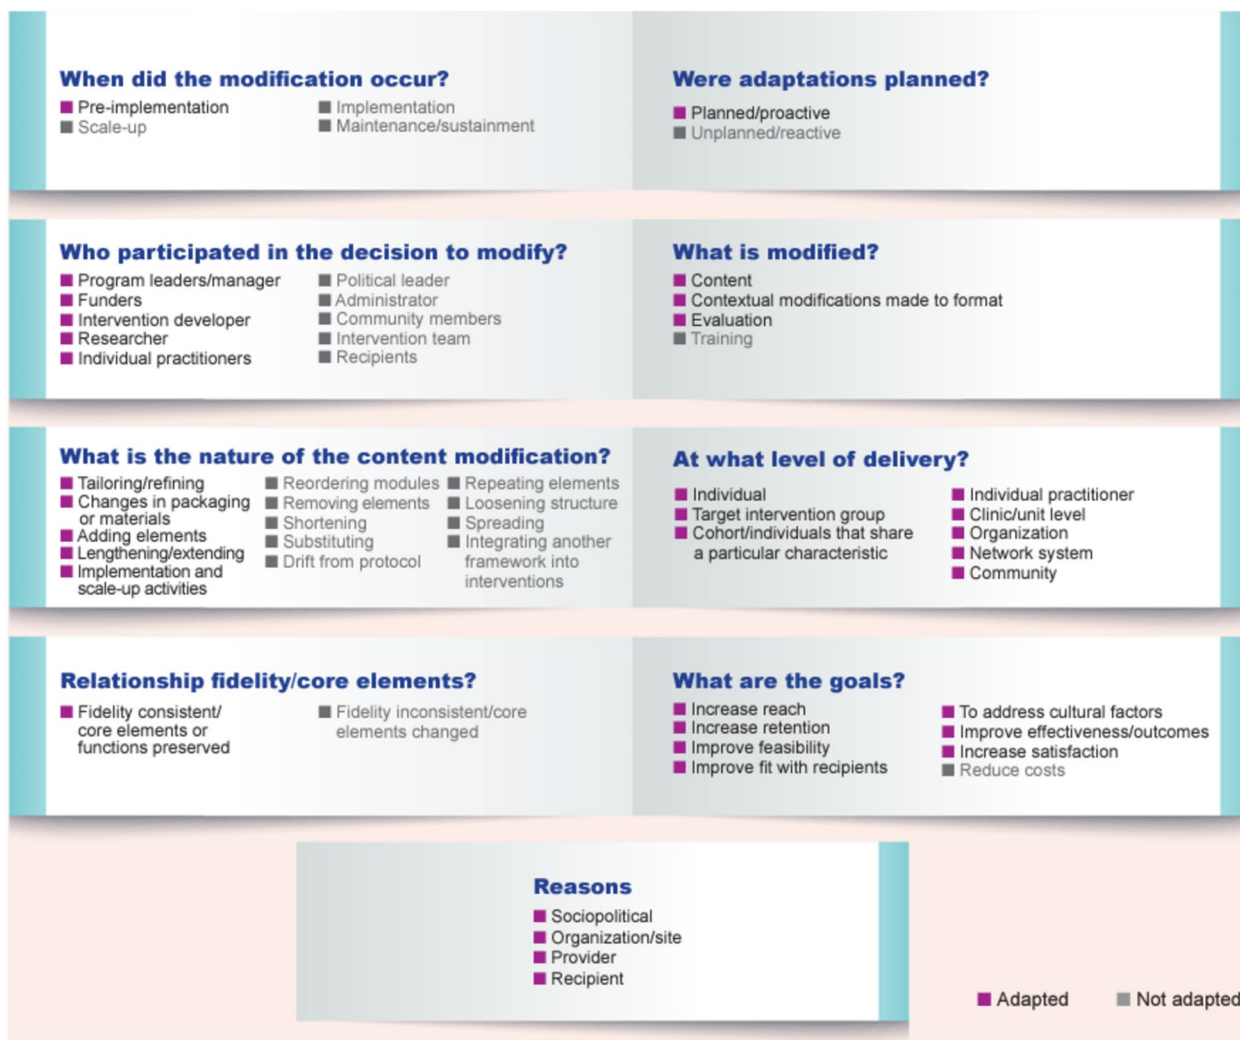 When did the modification occur?
Pre-implementation
Scale-up
Implementation
Maintenance/sustainment
Were adaptations planned?
Planned/proactive
Unplanned/reactive
Who participated in the decision to modify?
Program leaders/manager
Funders
Intervention developer
Researcher
Individual practitioners
Political leader
Administrator
Community members
Intervention team
Recipients
What is modified?
Content
Contextual modifications made to format
Evaluation
Training
What is the nature of the content modification?
Tailoring/refining
Changes in packaging
or materials
Adding elements
Lengthening/extending
Implementation and
scale-up activities
Reordering modules
Removing elements
Shortening
Substituting
Drift from protocol
Repeating elements
Loosening structure
Spreading
Integrating another
framework into
interventions
At what level of delivery?
Individual
Target intervention group
Cohort/individuals that share
a particular characteristic
Individual practitioner
Clinic/unit level
Organization
Network system
Community
Relationship fidelity/core elements?
Fidelity consistent/
core elements or
functions preserved
Fidelity inconsistent/core
elements changed
What are the goals?
Increase reach
Increase retention
Improve feasibility
Improve fit with recipients
To address cultural factors
Improve effectiveness/outcomes
Increase satisfaction
Reduce costs
Reasons
Sociopolitical
Organization/site
Provider
Recipient
Adapted
Not adapted